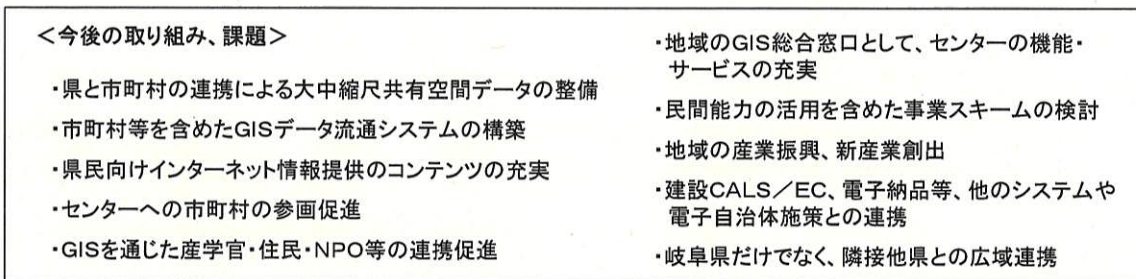 ＜今後の取り組み、課題＞
・県と市町村の連携による大中縮尺共有空間データの整備
・市町村等を含めたGISデータ流通システムの構築
・県民向けインターネット情報提供のコンテンツの充実
・センターへの市町村の参画促進
・GISを通じた産学官・住民・NPO等の連携促進
・地域のGIS総合窓口として、センターの機能・
サービスの充実
・民間能力の活用を含めた事業スキームの検討
・地域の産業振興、新産業創出
・建設CALS／EC、電子納品等、他のシステムや
電子自治体施策との連携
・岐阜県だけでなく、隣接他県との広域連携